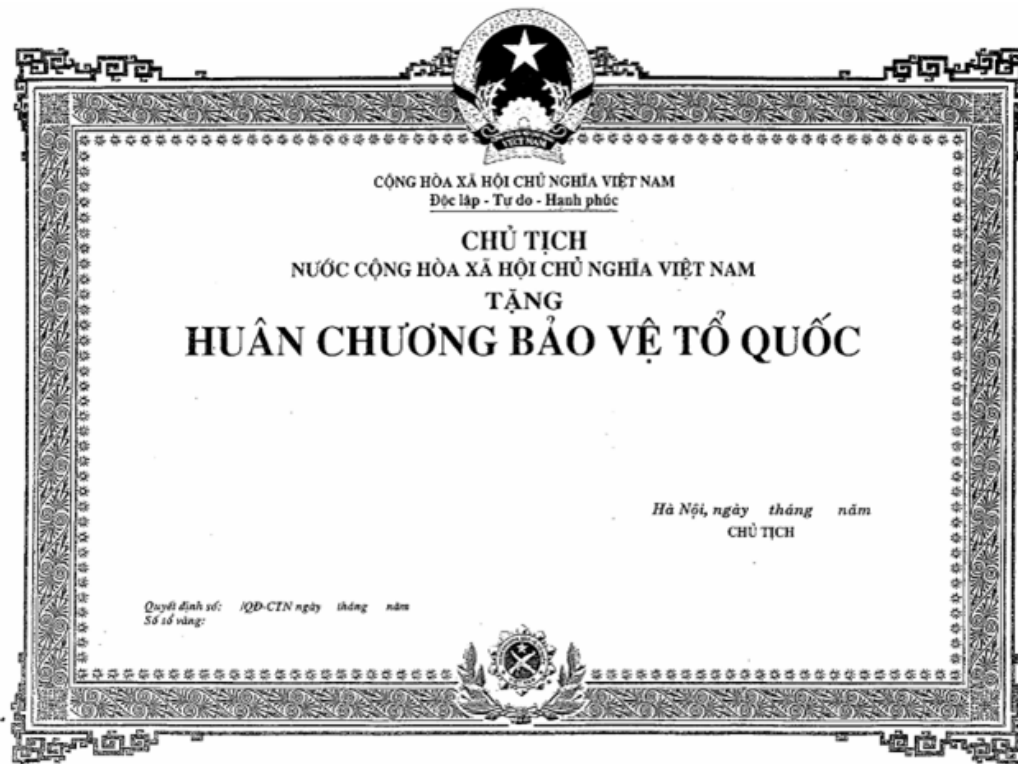 VIỆT NAM
CỘNG HÒA XÃ HỘI CHỦ NGHĨA VIỆT NAM
Độc lập - Tự do - Hạnh phúc
CHỦ TỊCH
NƯỚC CỘNG HÒA XÃ HỘI CHỦ NGHĨA VIỆT NAM
TẶNG
HUÂN CHƯƠNG BẢO VỆ TỔ QUỐC
Hà Nội, ngày tháng năm
CHỦ TỊCH
Quyết định số: /QĐ-CTN ngày tháng năm
Số sổ vàng: